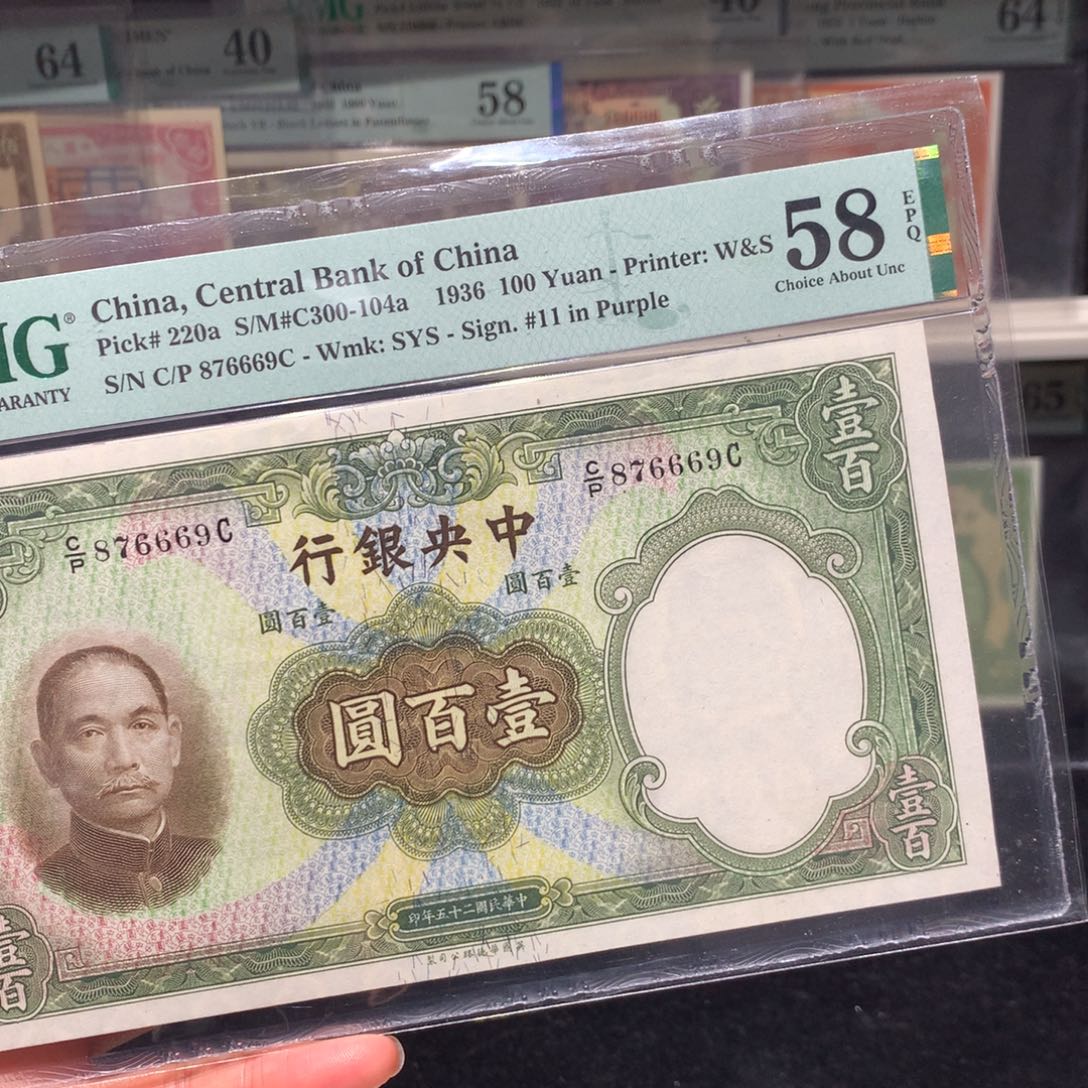 64
40
58
64
MG®
ARANTY
China, Central Bank of China
Pick# 220a S/M#C300-104a 1936 100 Yuan - Printer: W&S
S/N C/P 876669C - Wmk: SYS - Sign. #11 in Purple
58
EPQ
Choice About Unc
65
壹百
C/P 876669C
C/P 876669C
中央銀行
壹百圓
壹百圓
壹百圓
壹百
壹百
中華民國二十五年印